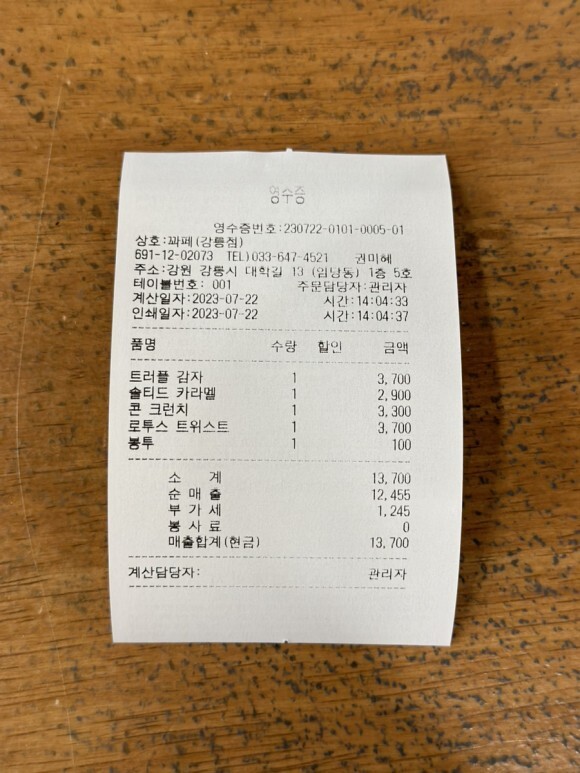 영수증
영수증번호:230722-0101-0005-01
상호:꽈페(강릉점)
691-12-02073 TEL)033-647-4521 권미혜
주소:강원 강릉시 대학길 13 (임당동) 1층 5호
테이블번호: 001 주문담당자:관리자
계산일자:2023-07-22 시간:14:04:33
인쇄일자:2023-07-22 시간:14:04:37
품명 수량 할인 금액
트러플 감자 1 3,700
솔티드 카라멜 1 2,900
콘 크런치 1 3,300
로투스 트위스트 1 3,700
봉투 1 100
소 계 13,700
순 매 출 12,455
부 가 세 1,245
봉 사 료 0
매출합계(현금) 13,700
계산담당자: 관리자